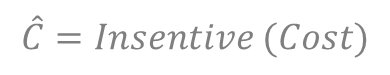 Ĉ = Insentive (Cost)